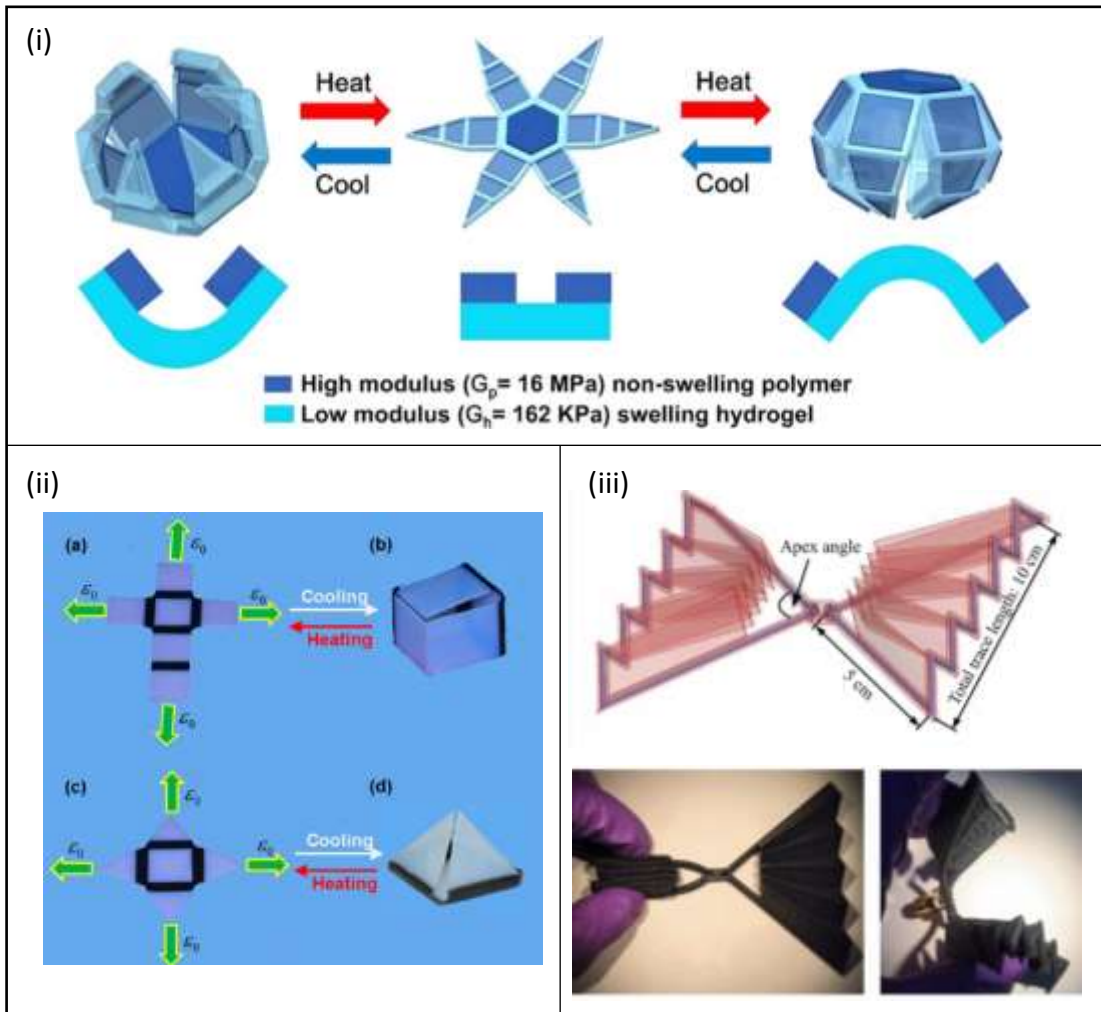 (i)
Heat
Cool
Heat
Cool
High modulus (Gp= 16 MPa) non-swelling polymer
Low modulus (Gh= 162 KPa) swelling hydrogel
(ii)
(a)
ε0
ε0
ε0
ε0
Cooling
Heating
(b)
(c)
ε0
ε0
ε0
ε0
Cooling
Heating
(d)
(iii)
Apex angle
5 cm
Total trace length: 10 cm